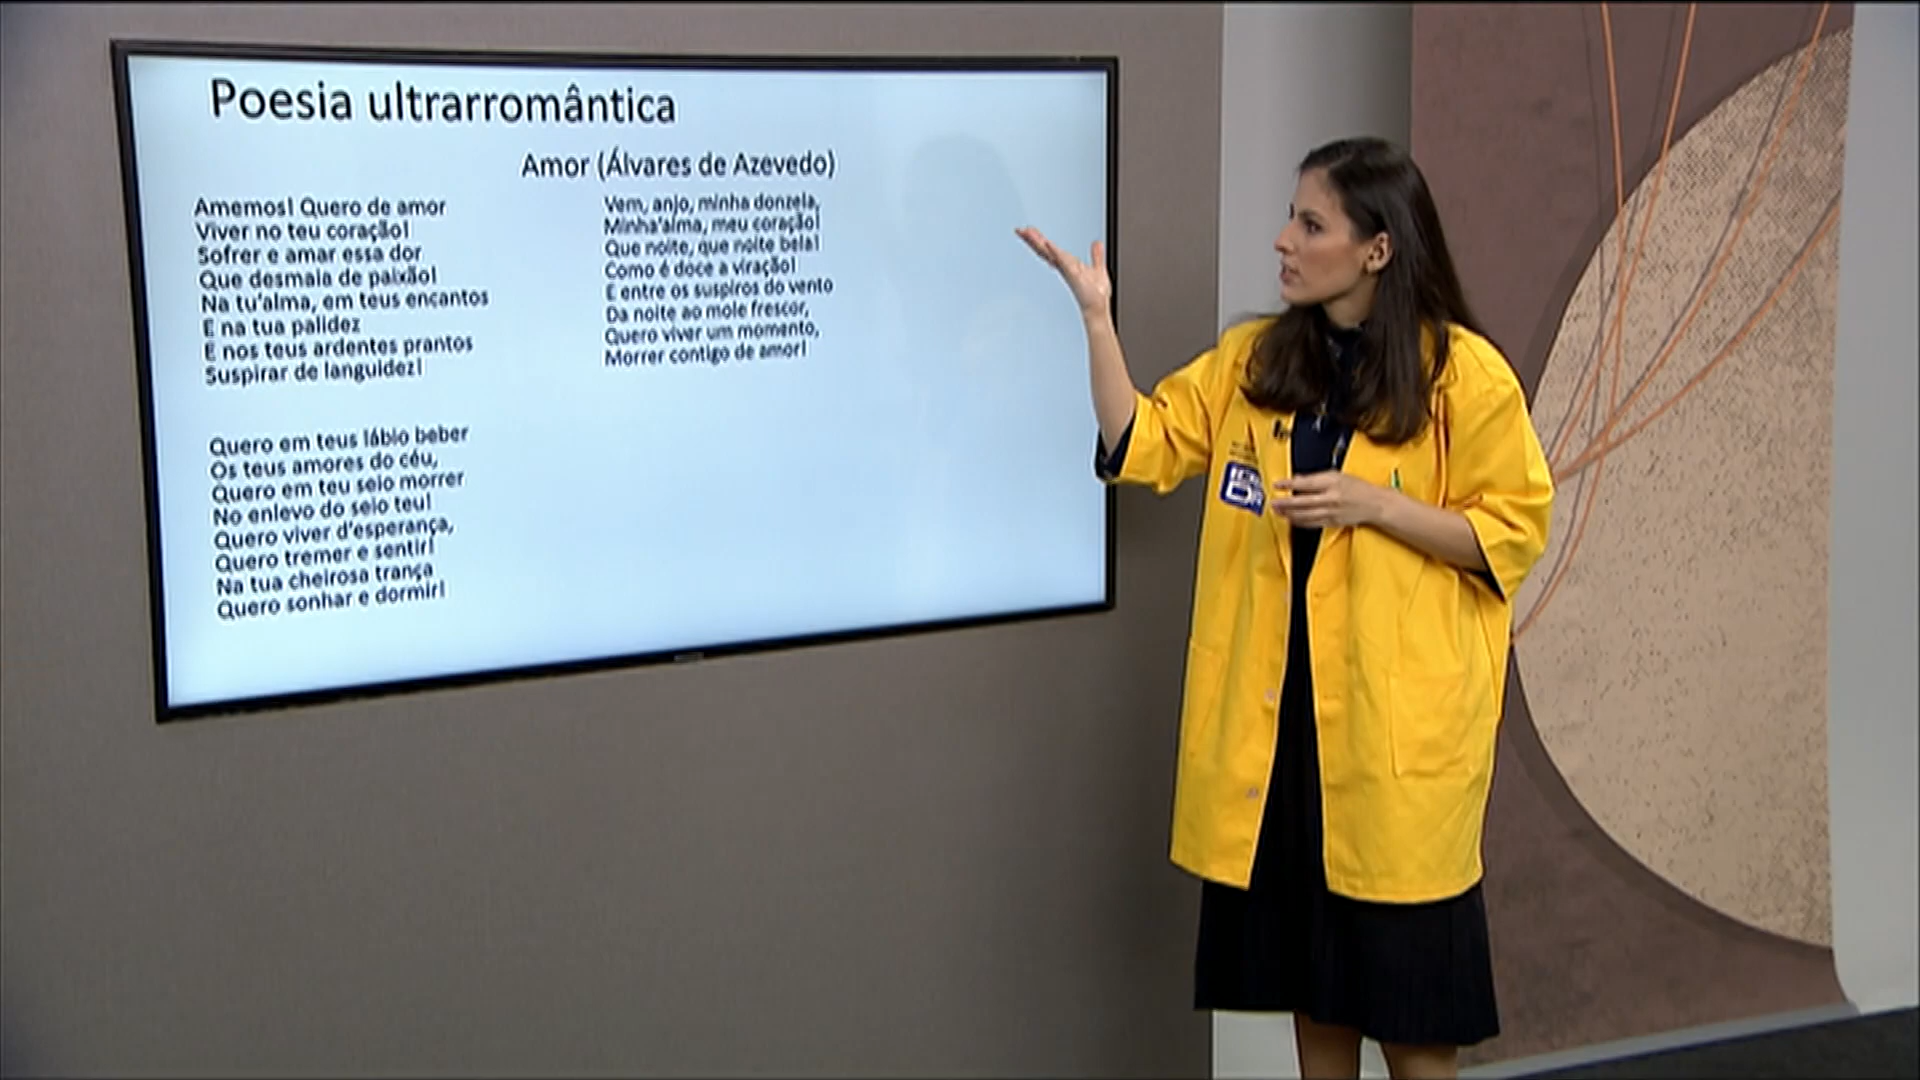 Poesia ultrarromântica
Amor (Álvares de Azevedo)
Amemos! Quero de amor
Viver no teu coração!
Sofrer e amar essa dor
Que desmaia de paixão!
Na tu'alma, em teus encantos
E na tua palidez
E nos teus ardentes prantos
Suspirar de languidez!
Quero em teus lábio beber
Os teus amores do céu,
Quero em teu seio morrer
No enlevo do seio teu!
Quero viver d'esperança,
Quero tremer e sentir!
Na tua cheirosa trança
Quero sonhar e dormir!
Vem, anjo, minha donzela,
Minha'alma, meu coração!
Que noite, que noite bela!
Como é doce a viração!
E entre os suspiros do vento
Da noite ao mole frescor,
Quero viver um momento,
Morrer contigo de amor!